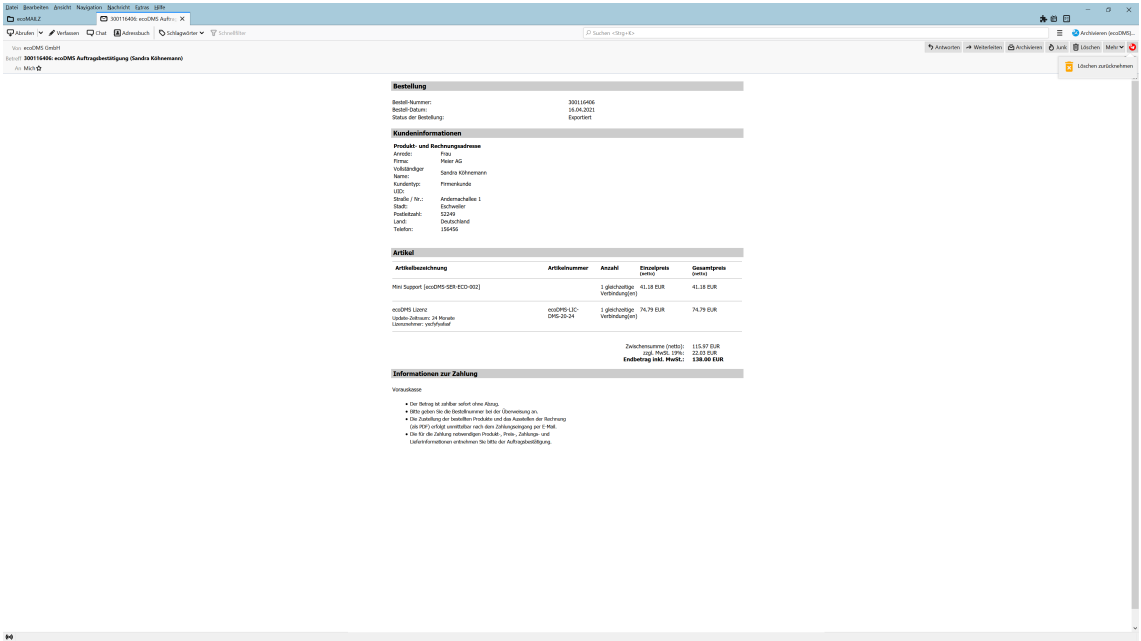 Datei Bearbeiten Ansicht Navigation Nachricht Extras Hilfe
ecoMAILZ
300116406: ecoDMS Auftra
Abrufen Verfassen Chat Adressbuch Schlagwörter Schnellfilter
Suchen <Strg+K>
Archivieren (ecoDMS)...
Von ecoDMS GmbH
Antworten Weiterleiten Archivieren Junk Löschen Mehr
Betreff 300116406: ecoDMS Auftragsbestätigung (Sandra Köhnemann)
An Mich
Löschen zurücknehmen
Bestellung
Bestell-Nummer: 300116406
Bestell-Datum: 16.04.2021
Status der Bestellung: Exportiert
Kundeninformationen
Produkt- und Rechnungsadresse
Anrede: Frau
Firma: Meier AG
Vollständiger
Name: Sandra Köhnemann
Kundentyp: Firmenkunde
UID:
Straße / Nr.: Andernachallee 1
Stadt: Eschweiler
Postleitzahl: 52249
Land: Deutschland
Telefon: 156456
Artikel
Artikelbezeichnung Artikelnummer Anzahl Einzelpreis (netto) Gesamtpreis (netto)
Mini Support [ecoDMS-SER-ECO-002] 1 gleichzeitige 41.18 EUR 41.18 EUR
Verbindung(en)
ecoDMS Lizenz ecoDMS-LIC- 1 gleichzeitige 74.79 EUR 74.79 EUR
DMS-20-24 Verbindung(en)
Update-Zeitraum: 24 Monate
Lizenznehmer:
Zwischensumme (netto): 115.97 EUR
zzgl. MwSt. 19%: 22.03 EUR
Endbetrag inkl. MwSt.: 138.00 EUR
Informationen zur Zahlung
Vorauskasse
• Der Betrag ist zahlbar sofort ohne Abzug.
• Bitte geben Sie die Bestellnummer bei der Überweisung an.
• Die Zustellung der bestellten Produkte und das Ausstellen der Rechnung
(als PDF) erfolgt unmittelbar nach dem Zahlungseingang per E-Mail.
• Die für die Zahlung notwendigen Produkt-, Preis-, Zahlungs- und
Lieferinformationen entnehmen Sie bitte der Auftragsbestätigung.